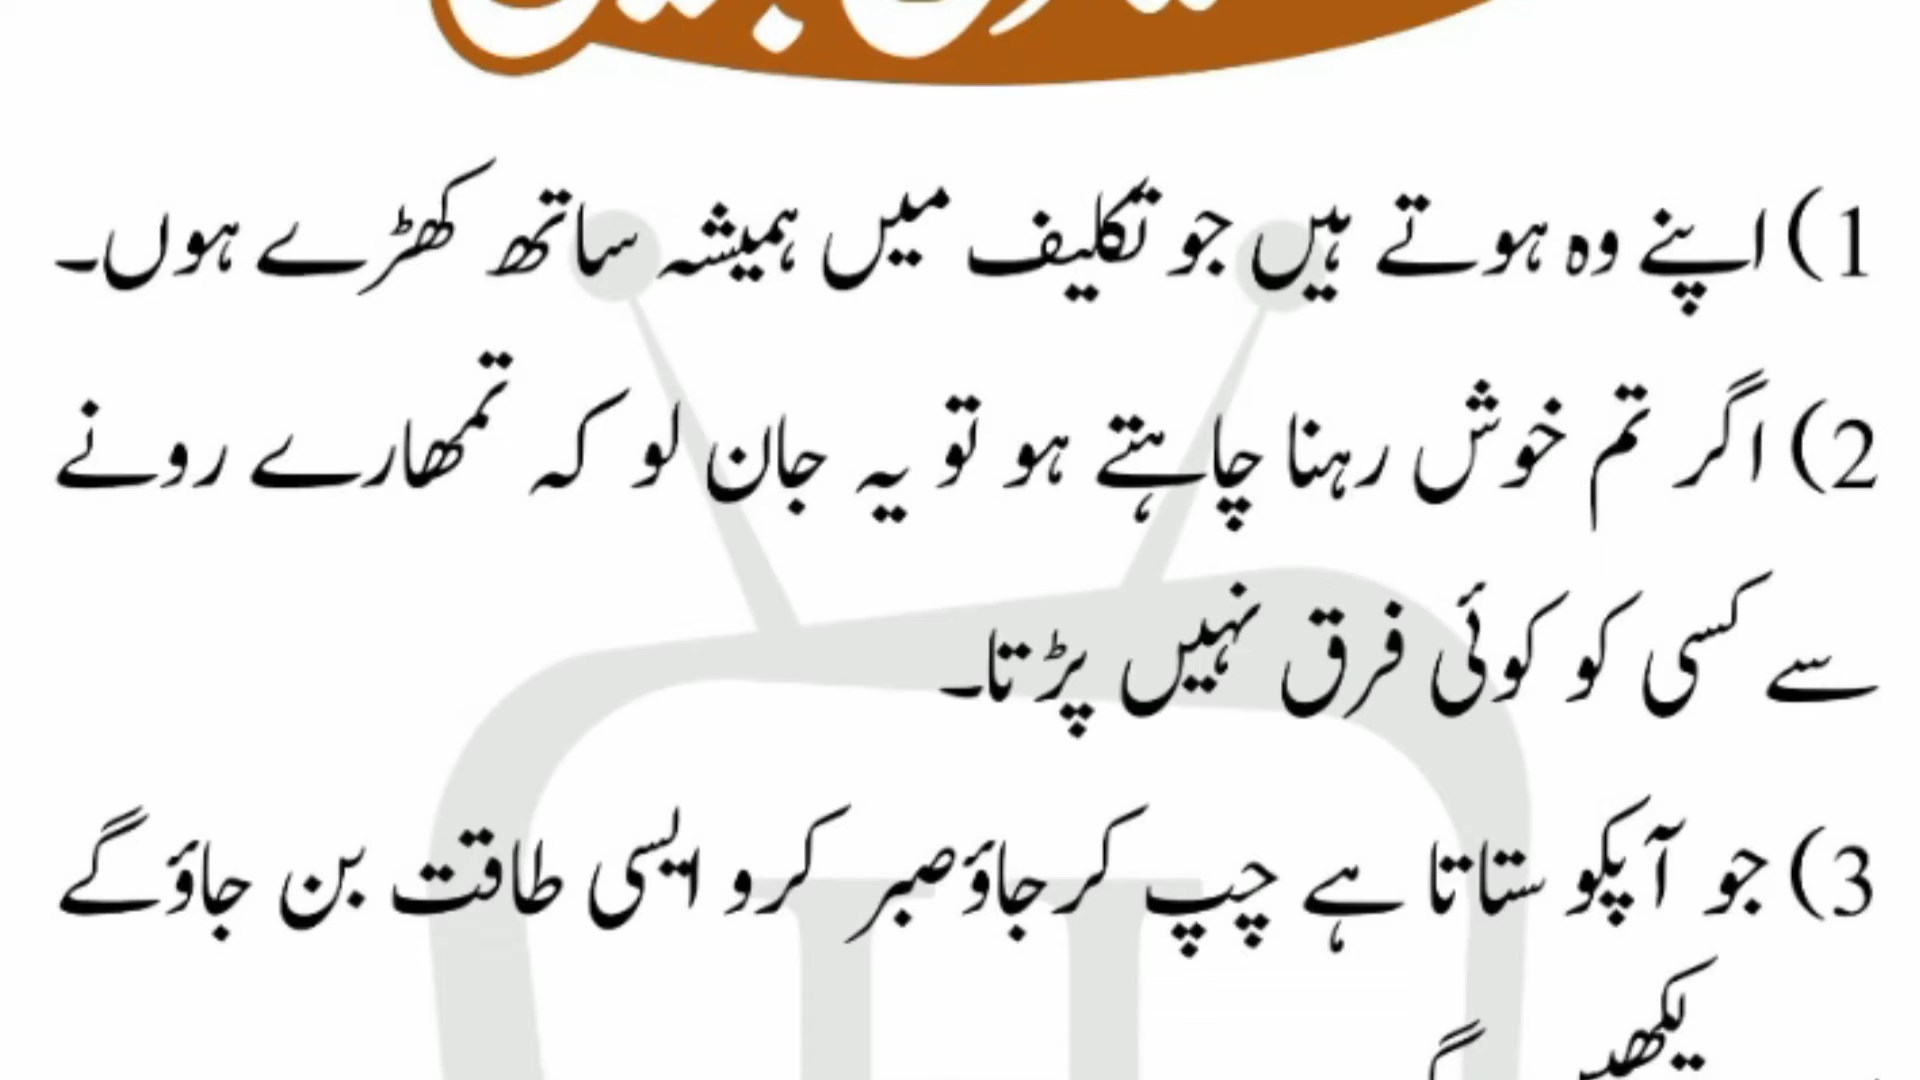 1) اپنے وہ ہوتے ہیں جو تکلیف میں ہمیشہ ساتھ کھڑے ہوں۔
2) اگر تم خوش رہنا چاہتے ہو تو یہ جان لو کہ تمھارے رونے
سے کسی کو کوئی فرق نہیں پڑتا۔
3) جو آپکو ستاتا ہے چپ کر جاؤ صبر کرو ایسی طاقت بن جاؤ گے